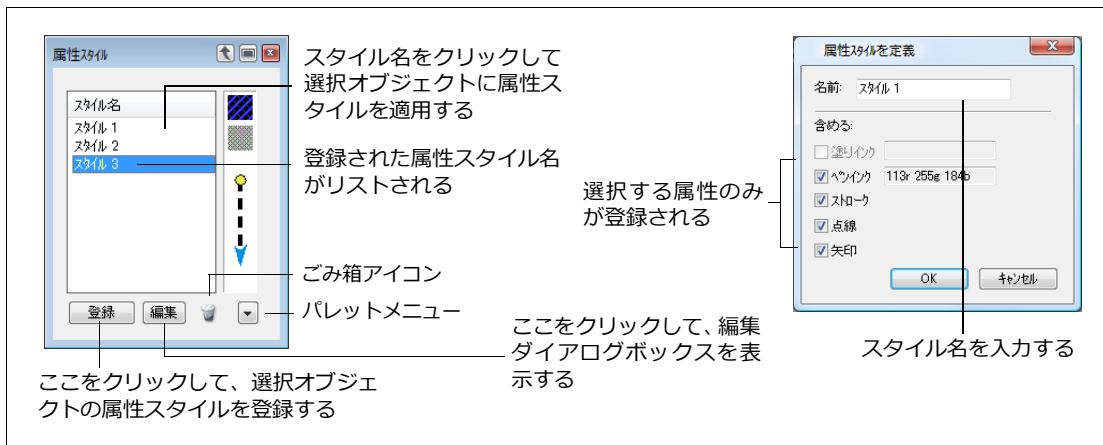 属性スタイル
スタイル名
スタイル 1
スタイル 2
スタイル 3
登録
編集
スタイル名をクリックして
選択オブジェクトに属性ス
タイルを適用する
登録された属性スタイル名
がリストされる
ごみ箱アイコン
パレットメニュー
ここをクリックして、編集
ダイアログボックスを表
示する
ここをクリックして、選択オブジェ
クトの属性スタイルを登録する
属性スタイルを定義
名前: スタイル 1
含める:
塗りインク
ペンインク 113r 255g 184b
ストローク
点線
矢印
OK キャンセル
選択する属性のみ
が登録される
スタイル名を入力する